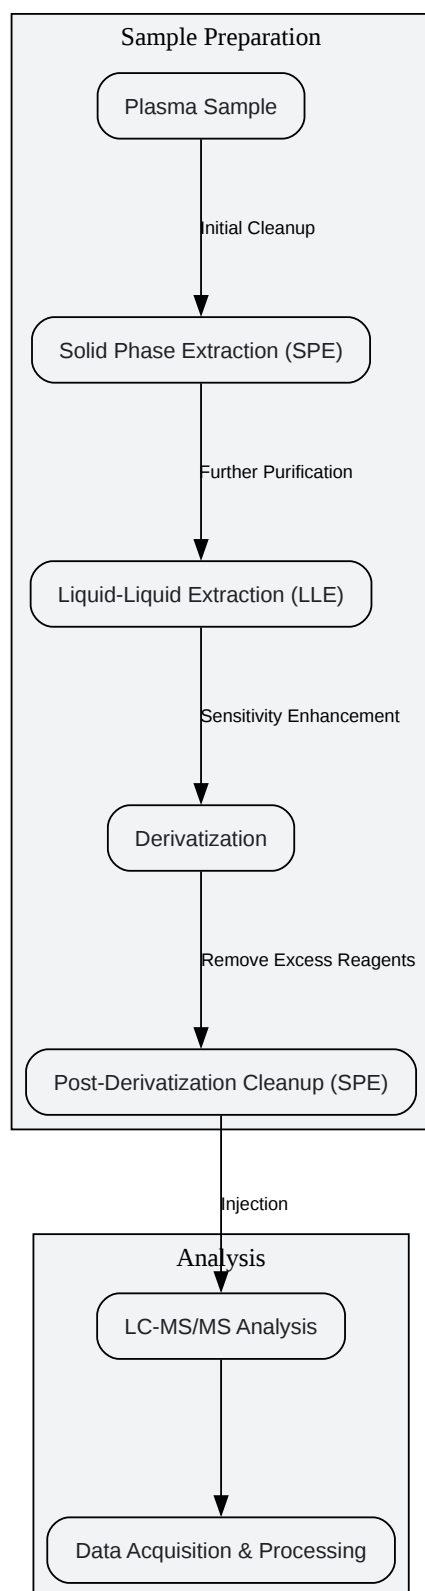 Sample Preparation
Plasma Sample
Initial Cleanup
Solid Phase Extraction (SPE)
Further Purification
Liquid-Liquid Extraction (LLE)
Sensitivity Enhancement
Derivatization
Remove Excess Reagents
Post-Derivatization Cleanup (SPE)
Injection
Analysis
LC-MS/MS Analysis
Data Acquisition & Processing